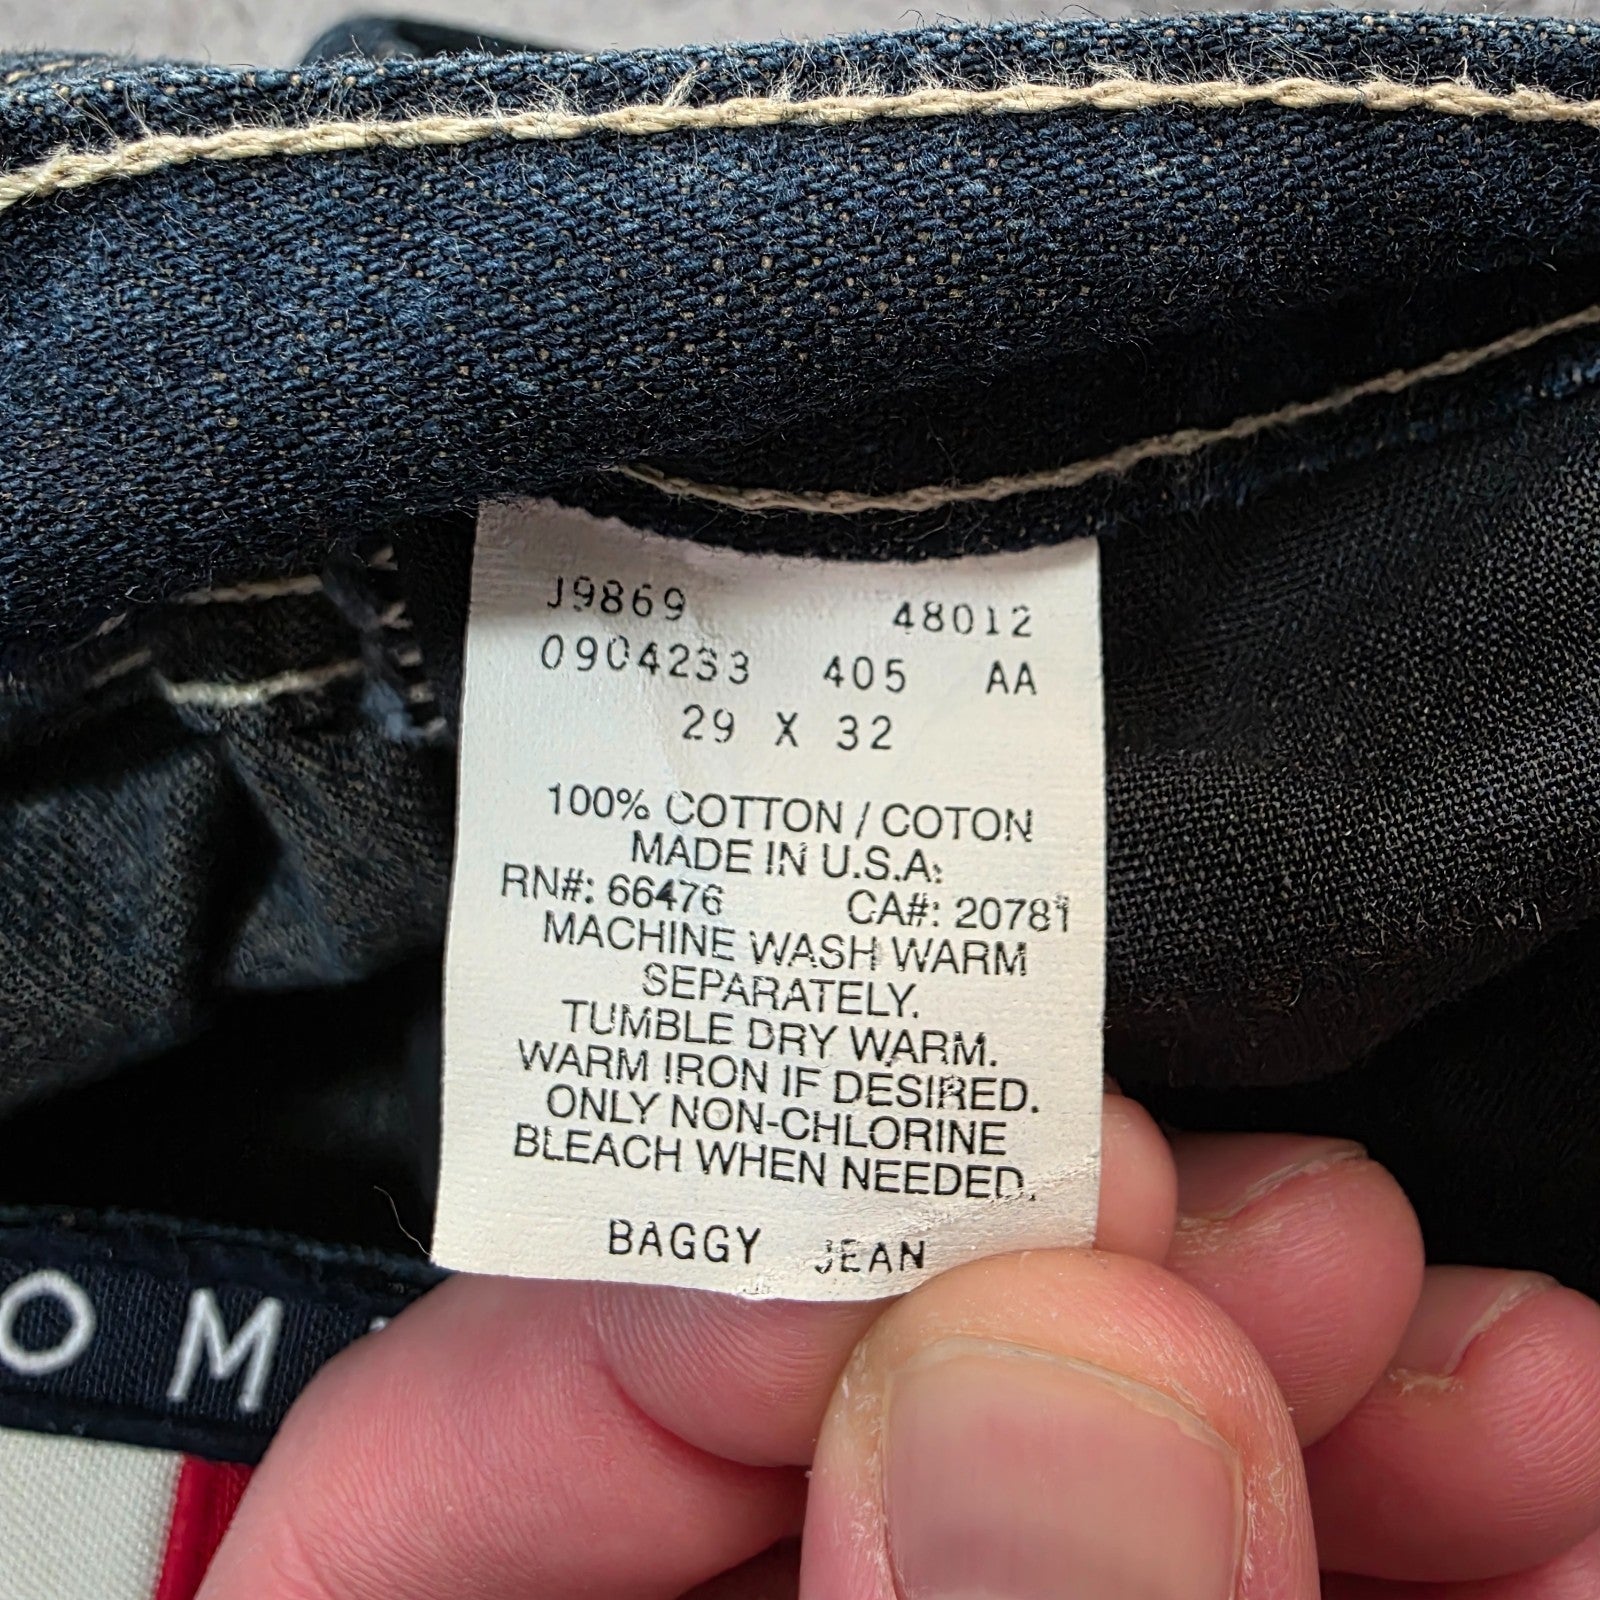 J9869 48012
0904233 405 AA
29 X 32
100% COTTON / COTON
MADE IN U.S.A.
RN#: 66476 CA#: 20781
MACHINE WASH WARM
SEPARATELY.
TUMBLE DRY WARM.
WARM IRON IF DESIRED.
ONLY NON-CHLORINE
BLEACH WHEN NEEDED.
BAGGY JEAN
OM